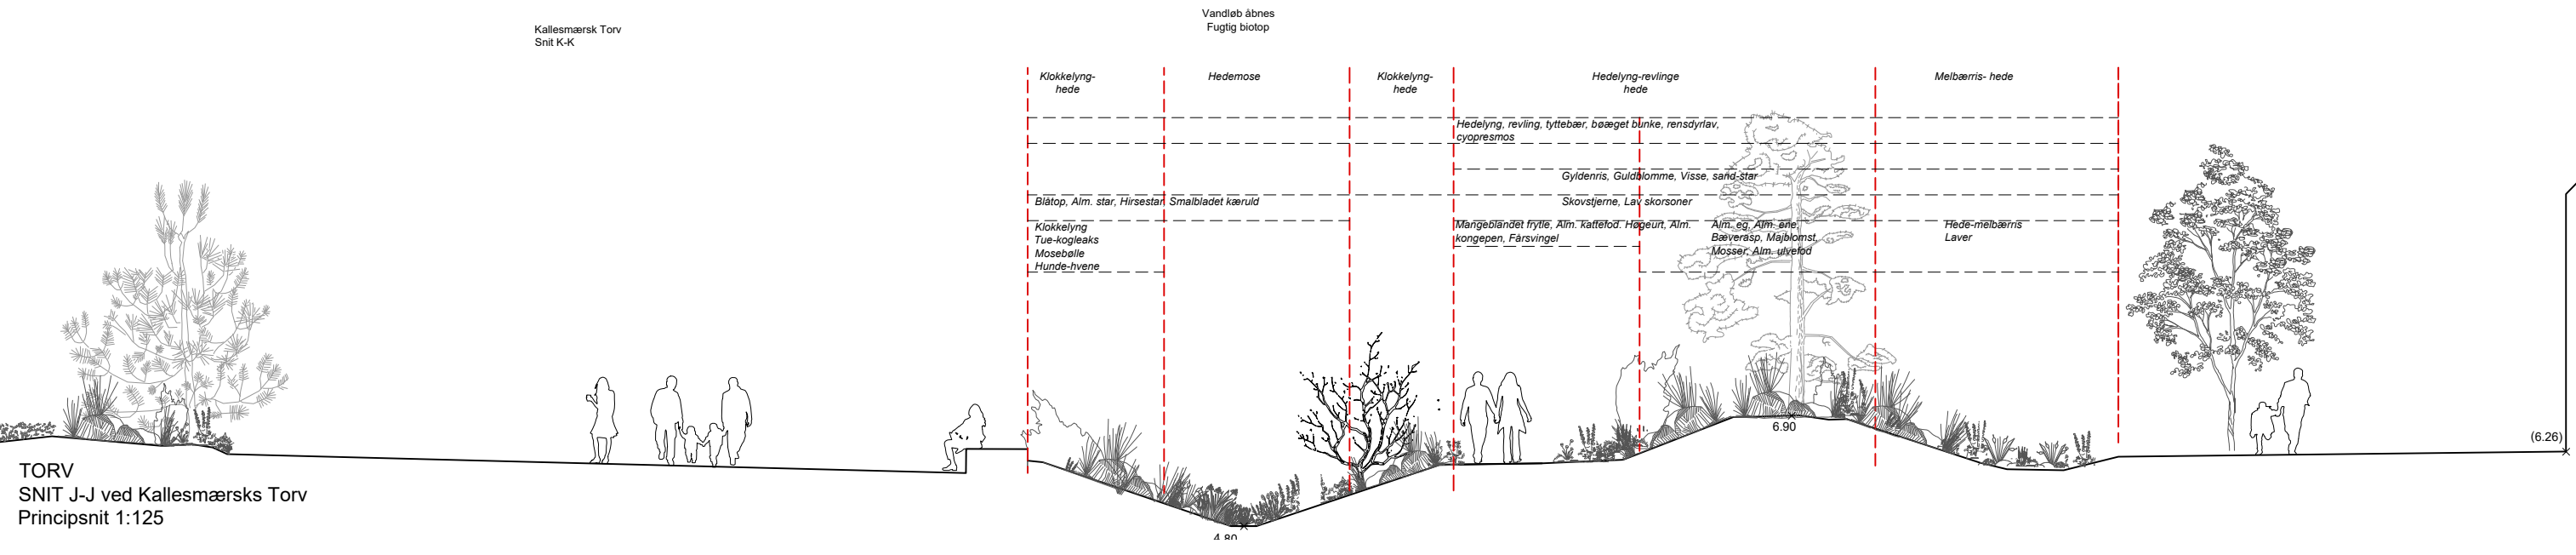 Kallesmærsk Torv
Snit K-K
Vandløb åbnes
Fugtig biotop
Klokkelyng-
hede
Hedemose
Klokkelyng-
hede
Hedelyng-revlinge
hede
Melbærris- hede
Hedelyng, revling, tyttebær, bøæget bunke, rensdyrlav,
cyopresmos
Gyldenris, Guldblomme, Visse, sand-star
Blåtop, Alm. star, Hirsestar
Smalbladet kæruld
Skovstjerne, Lav skorsoner
Klokkelyng
Tue-kogleaks
Mosebølle
Hunde-hvene
Mangeblandet frytle, Alm. kattefod. Høgeurt, Alm.
kongepen, Fårsvingel
Alm. eg, Alm. ene,
Bæverasp, Majblomst,
Mosser, Alm. ulvefod
Hede-melbærris
Laver
6.90
(6.26)
4.80
TORV
SNIT J-J ved Kallesmærsks Torv
Principsnit 1:125